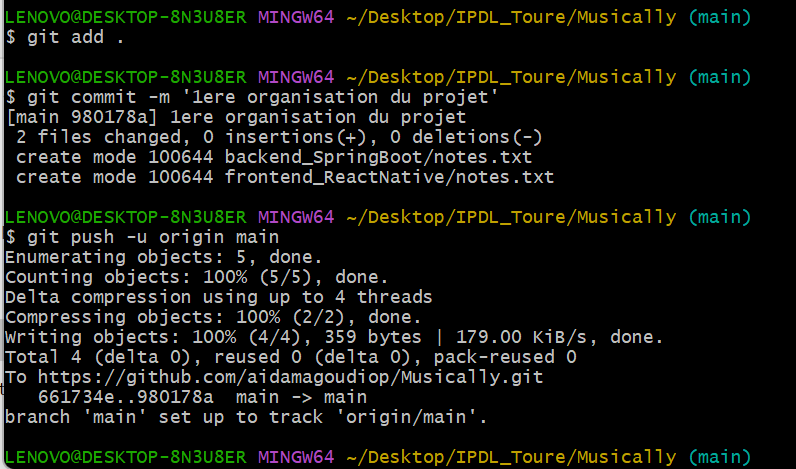 LENOVO@DESKTOP-8N3U8ER MINGW64 ~/Desktop/IPDL_Toure/Musically (main)
$ git add .
LENOVO@DESKTOP-8N3U8ER MINGW64 ~/Desktop/IPDL_Toure/Musically (main)
$ git commit -m '1ere organisation du projet'
[main 980178a] 1ere organisation du projet
 2 files changed, 0 insertions(+), 0 deletions(-)
 create mode 100644 backend_SpringBoot/notes.txt
 create mode 100644 frontend_ReactNative/notes.txt
LENOVO@DESKTOP-8N3U8ER MINGW64 ~/Desktop/IPDL_Toure/Musically (main)
$ git push -u origin main
Enumerating objects: 5, done.
Counting objects: 100% (5/5), done.
Delta compression using up to 4 threads
Compressing objects: 100% (2/2), done.
Writing objects: 100% (4/4), 359 bytes | 179.00 KiB/s, done.
Total 4 (delta 0), reused 0 (delta 0), pack-reused 0
To https://github.com/aidamagoudiop/Musically.git
   661734e..980178a  main -> main
branch 'main' set up to track 'origin/main'.
LENOVO@DESKTOP-8N3U8ER MINGW64 ~/Desktop/IPDL_Toure/Musically (main)